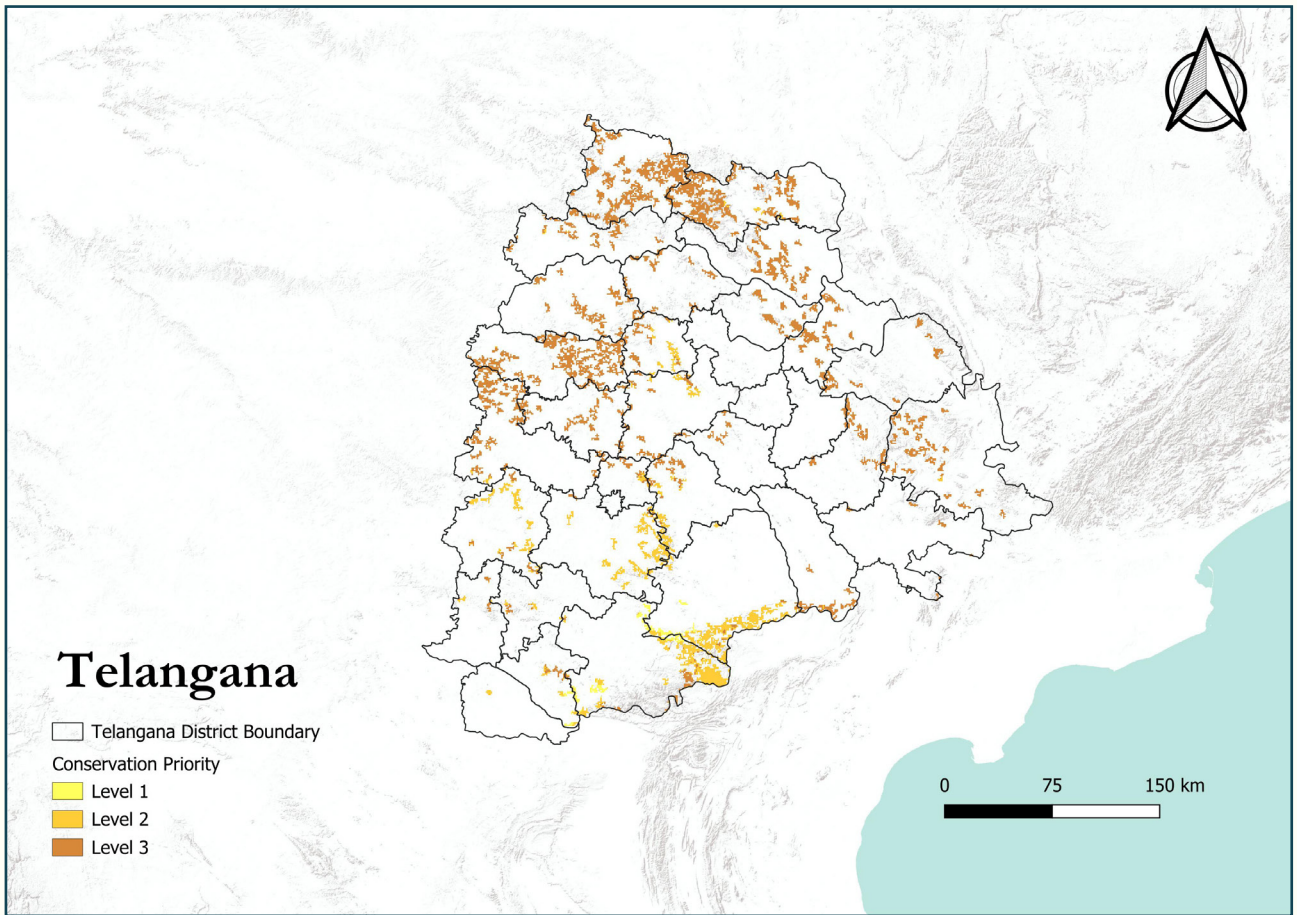 Telangana
Telangana District Boundary
Conservation Priority
Level 1
Level 2
Level 3
0 75 150 km